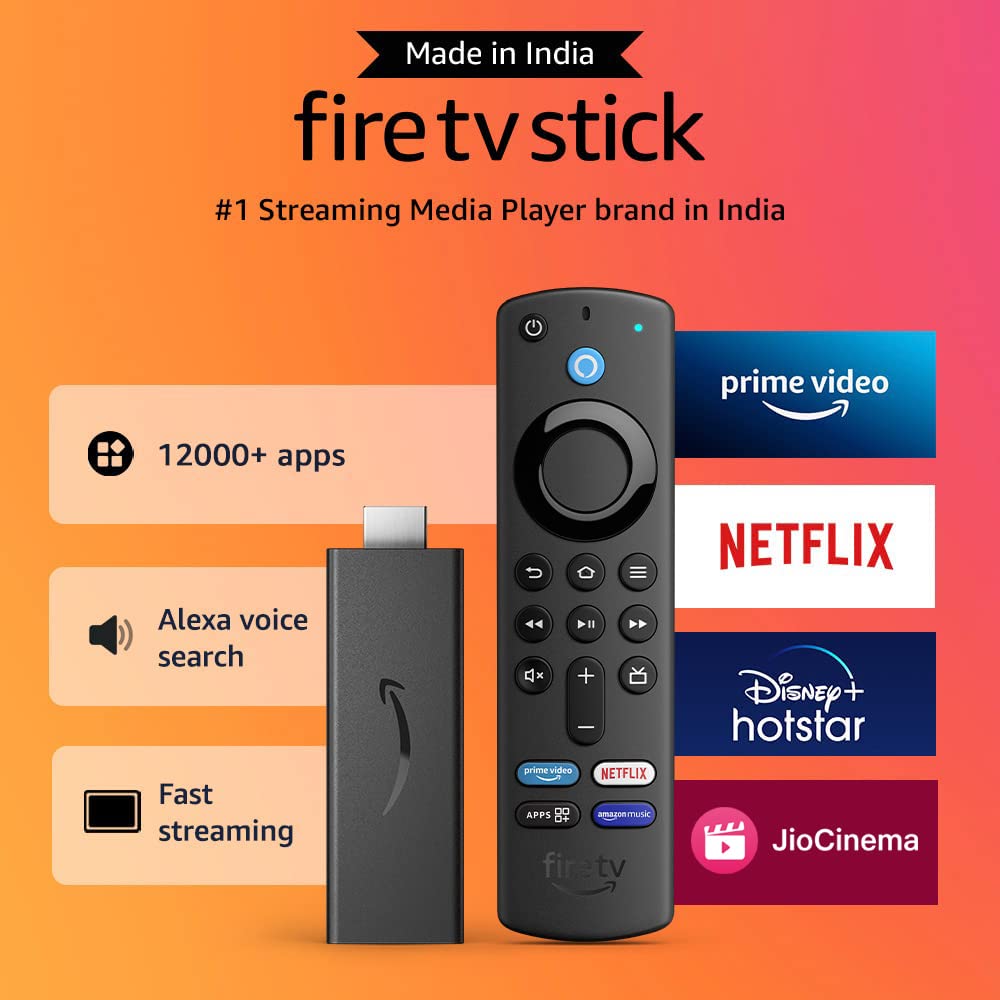 Made in India
fire tv stick
#1 Streaming Media Player brand in India
12000+ apps
Alexa voice
search
Fast
streaming
prime video
NETFLIX
APPS
amazon music
fire tv
prime video
NETFLIX
Disney+
hotstar
JioCinema